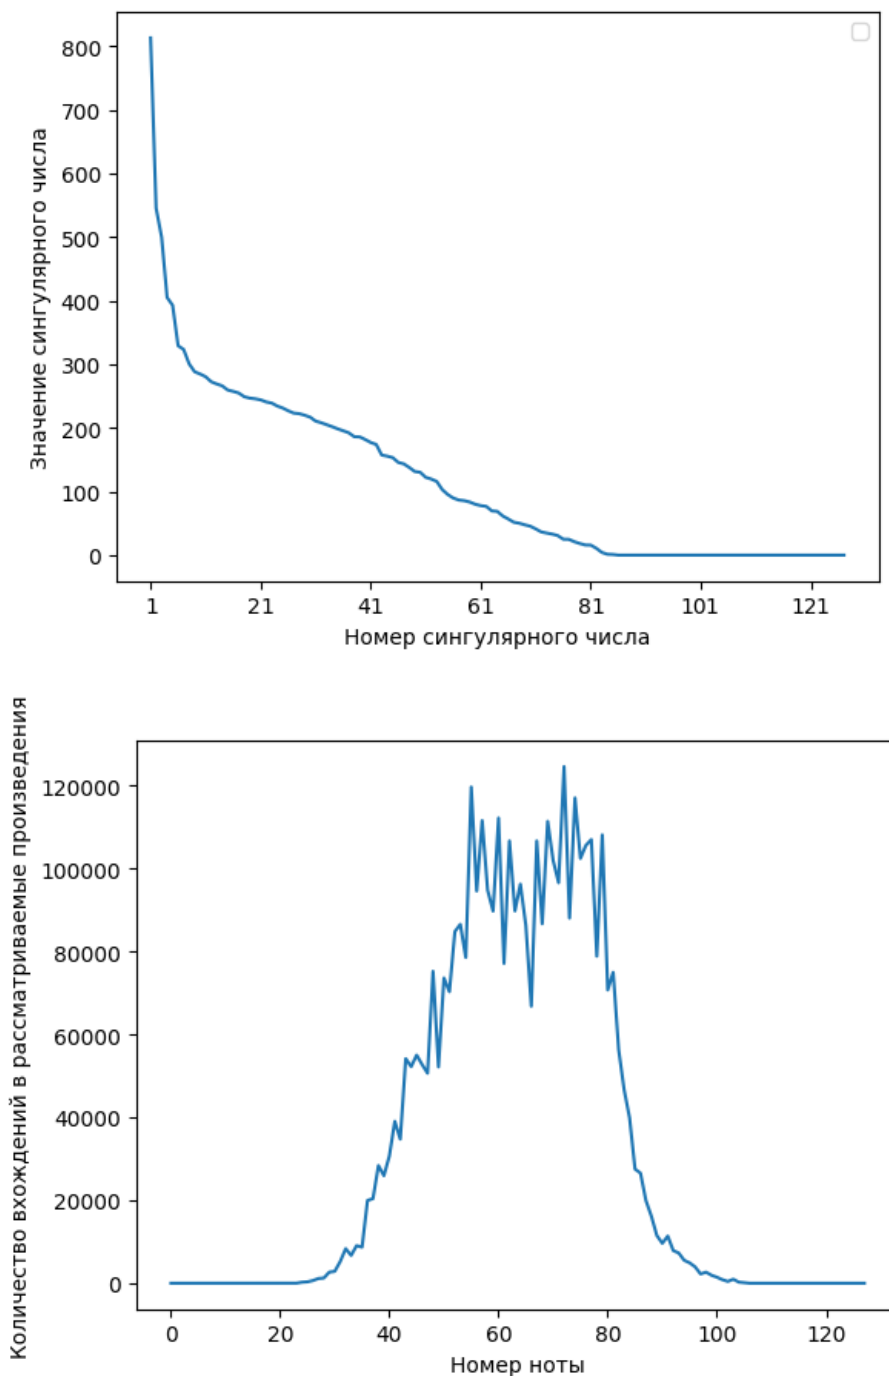 800
700
600
500
400
300
200
100
0
Значение сингулярного числа
1 21 41 61 81 101 121
Номер сингулярного числа
120000
100000
80000
60000
40000
20000
0
Количество вхождений в рассматриваемые произведения
0 20 40 60 80 100 120
Номер ноты